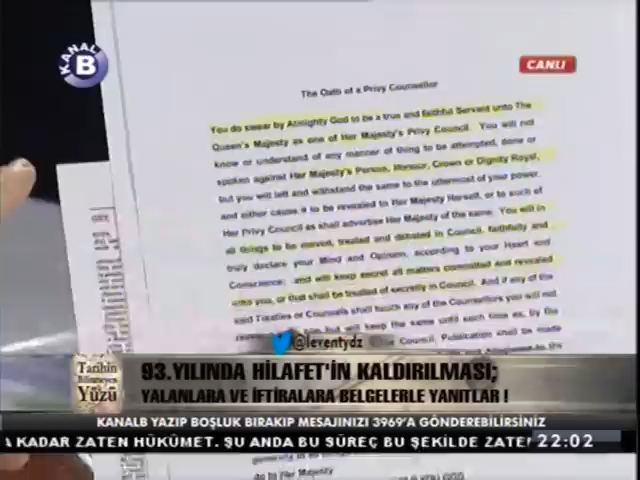 KANAL
B
CANLI
The Oath of a Privy Counsellor
You do swear by Almighty God to be a true and faithful Servant unto The
Queen's Majesty as one of Her Majesty's Privy Council. You will not
know or understand of any manner of thing to be attempted, done or
spoken against Her Majesty's Person, Honour, Crown or Dignity Royal,
but you will lett and withstand the same to the uttermost of your power,
and either cause it to be revealed to Her Majesty Herself, or to such of
Her Privy Council as shall advertise Her Majesty of the same. You will in
all things to be moved, treated and debated in Council, faithfully and
truly declare your Mind and Opinion, according to your Heart and
Conscience; and will keep secret all matters committed and revealed
unto you, or that shall be treated of secretly in Council. And if any of the
said Treaties or Counsels shall touch any of the Counsellors you will not
but will keep the same until such time as, by the
Council, Publication shall be made
@leventydz
Tarihin
Bilinmeyen
Yüzü
93.YILINDA HİLAFET'İN KALDIRILMASI;
YALANLARA VE İFTİRALARA BELGELERLE YANITLAR !
KANALB YAZIP BOŞLUK BIRAKIP MESAJINIZI 3969'A GÖNDEREBİLİRSİNİZ
A KADAR ZATEN HÜKÜMET. ŞU ANDA BU SÜREÇ BU ŞEKİLDE ZATE
22:02
do to Her Majesty